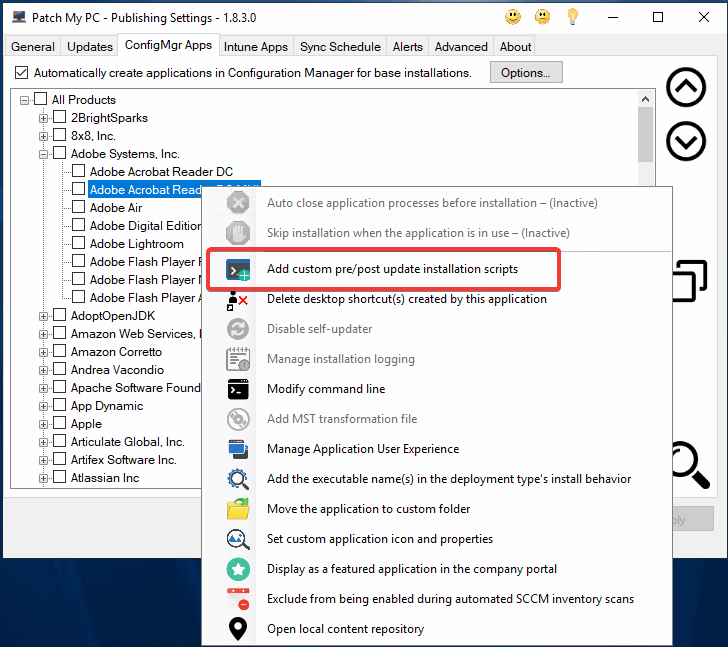 Patch My PC - Publishing Settings - 1.8.3.0
General Updates ConfigMgr Apps Intune Apps Sync Schedule Alerts Advanced About
Automatically create applications in Configuration Manager for base installations. Options...
All Products
2BrightSparks
8x8, Inc.
Adobe Systems, Inc.
Adobe Acrobat Reader DC
Adobe Acrobat Reader DC MUI
Adobe Air
Adobe Digital Edition
Adobe Lightroom
Adobe Flash Player
Adobe Flash Player
Adobe Flash Player
AdoptOpenJDK
Amazon Web Services,
Amazon Corretto
Andrea Vacondio
Apache Software Found
App Dynamic
Apple
Articulate Global, Inc.
Artifex Software Inc.
Atlassian Inc
Auto close application processes before installation – (Inactive)
Skip installation when the application is in use – (Inactive)
Add custom pre/post update installation scripts
Delete desktop shortcut(s) created by this application
Disable self-updater
Manage installation logging
Modify command line
Add MST transformation file
Manage Application User Experience
Add the executable name(s) in the deployment type's install behavior
Move the application to custom folder
Set custom application icon and properties
Display as a featured application in the company portal
Exclude from being enabled during automated SCCM inventory scans
Open local content repository
ply